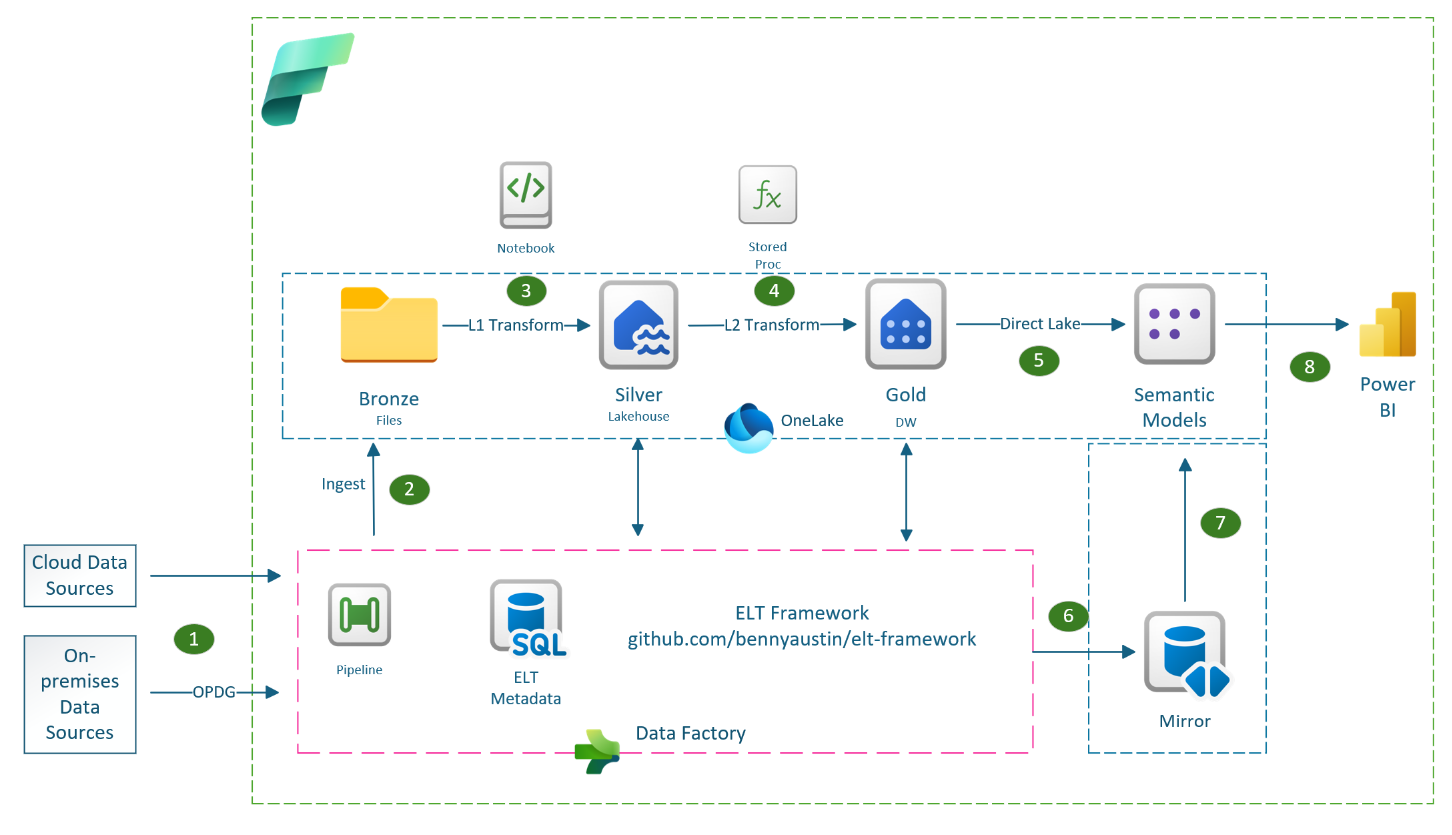 Notebook
Stored
Proc
3
4
L1 Transform
L2 Transform
Direct Lake
5
8
Bronze
Files
Silver
Lakehouse
OneLake
Gold
DW
Semantic
Models
Power
BI
Ingest
2
7
Cloud Data
Sources
1
On-
premises
Data
Sources
OPDG
Pipeline
SQL
ELT
Metadata
ELT Framework
github.com/bennyaustin/elt-framework
6
Mirror
Data Factory